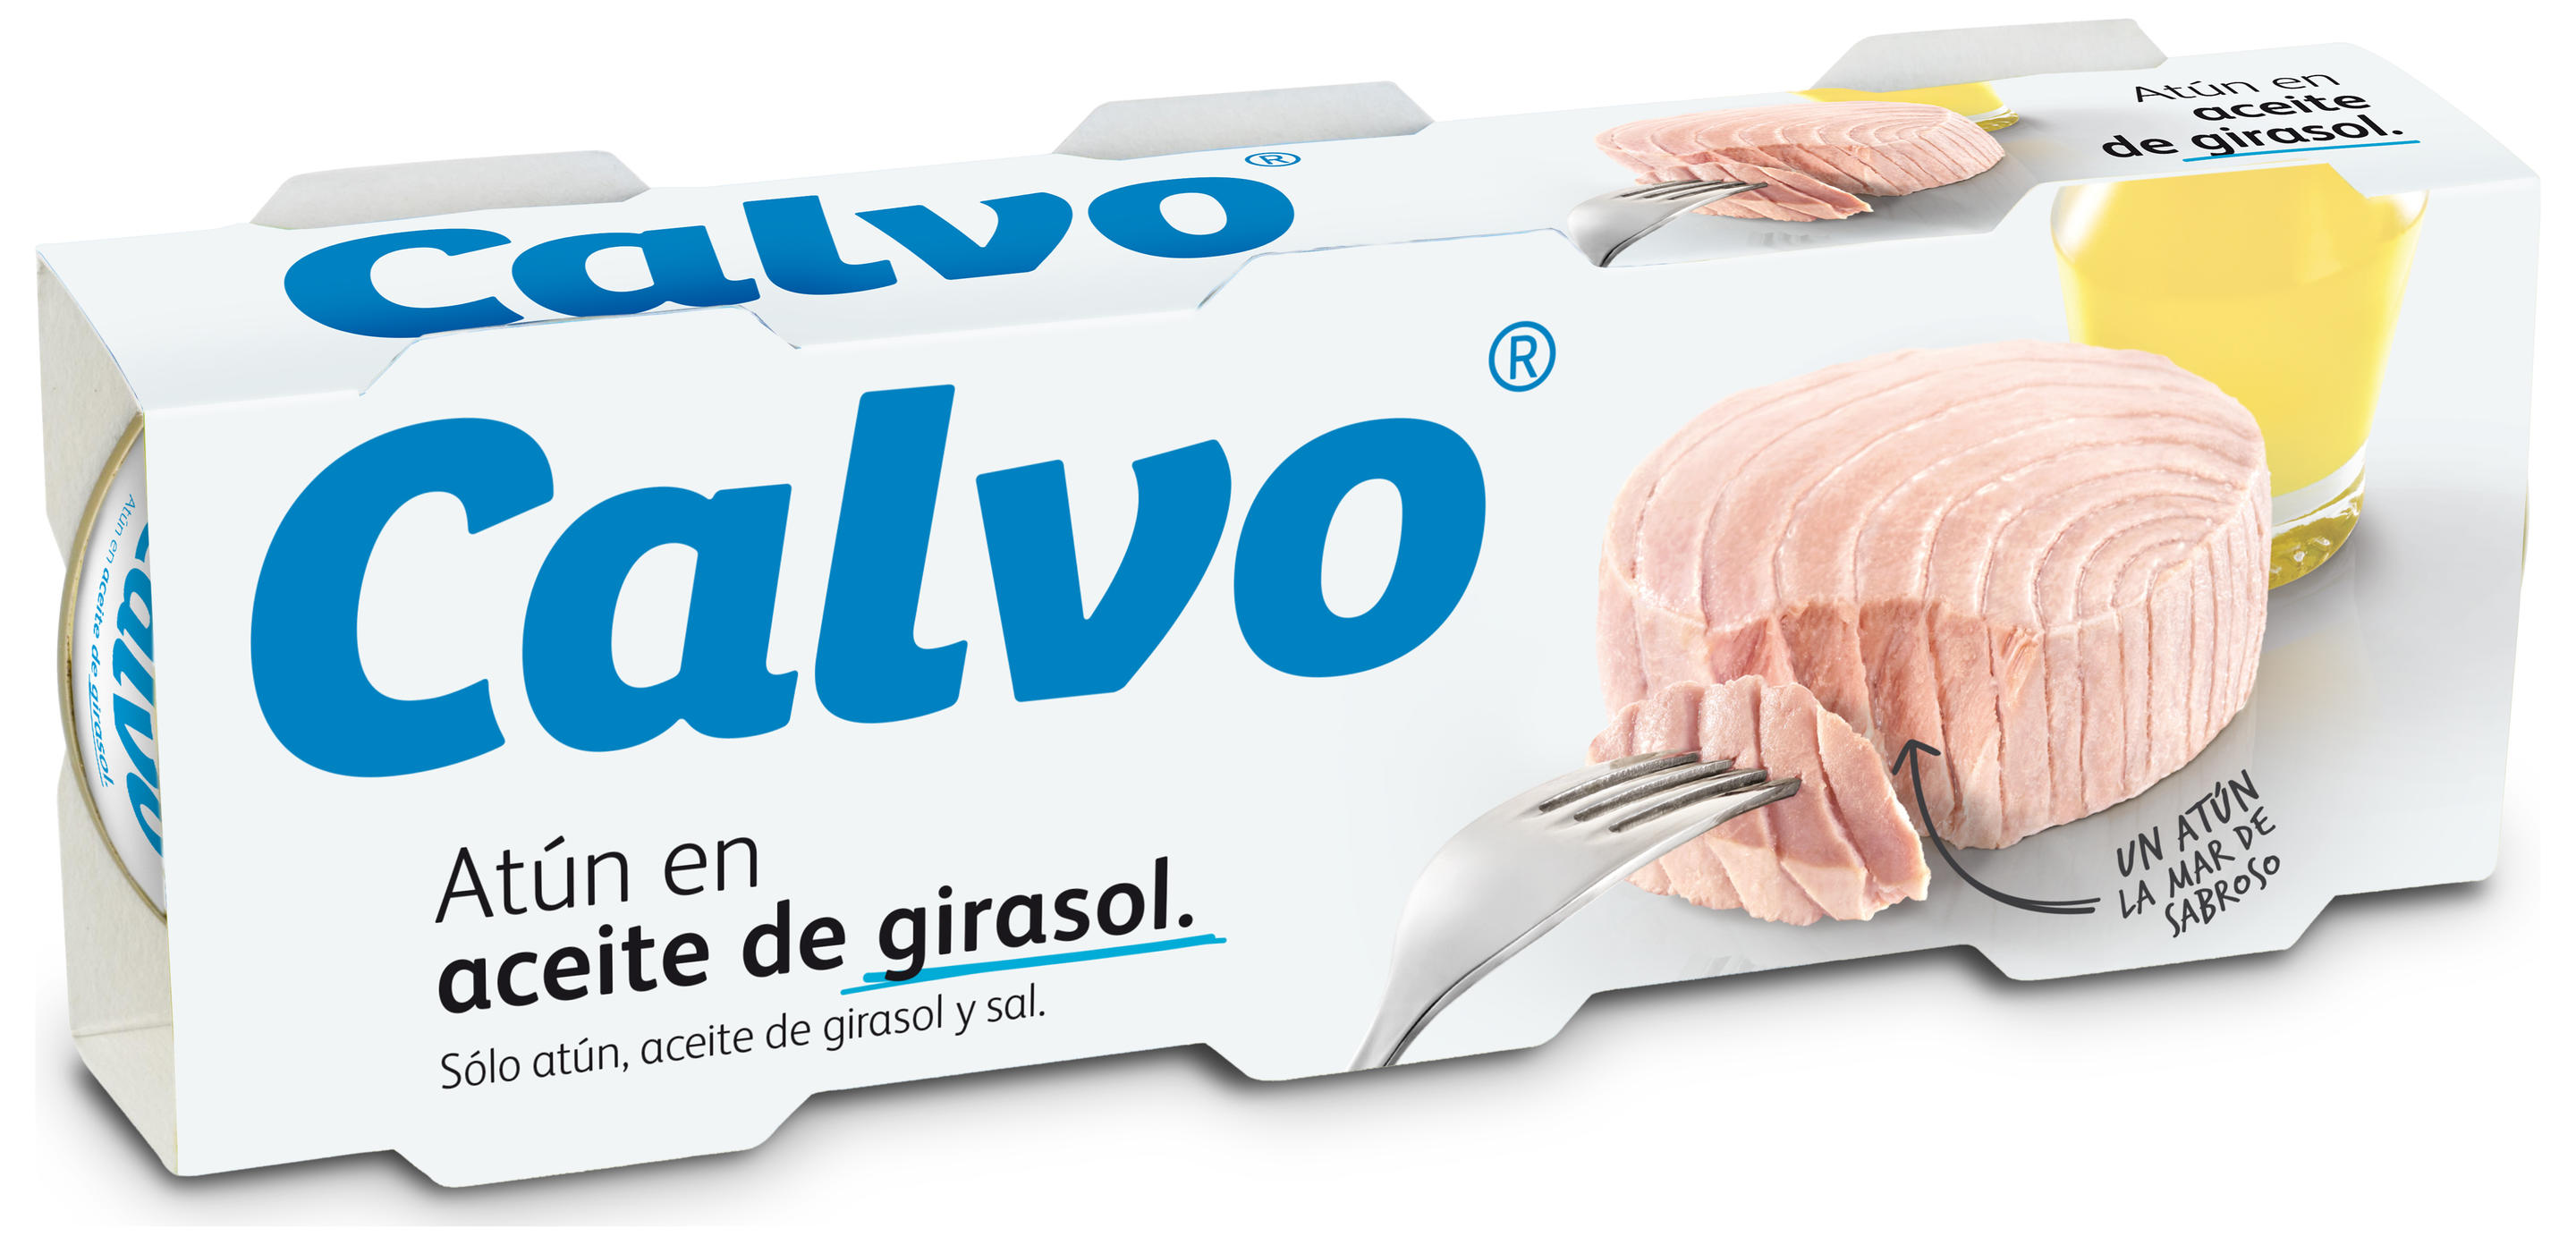 Calvo®
Atún en
aceite
de girasol.
Calvo®
Atún en
aceite de girasol.
Sólo atún, aceite de girasol y sal.
UN ATÚN
LA MAR DE
SABROSO
Atún en aceite de girasol.
Calvo